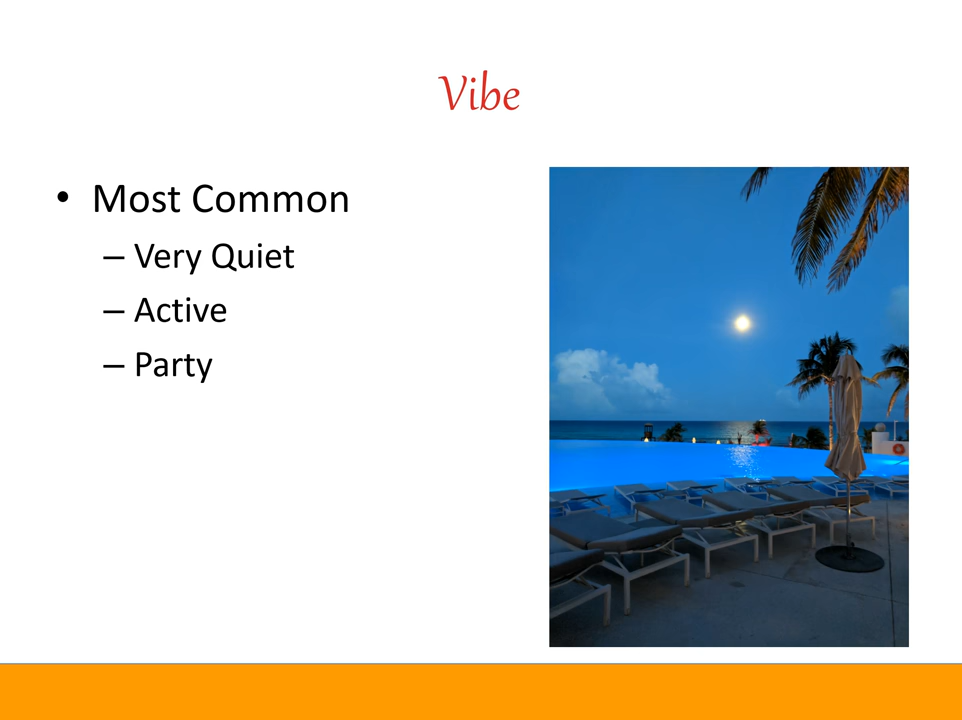 Vibe
• Most Common
– Very Quiet
– Active
– Party